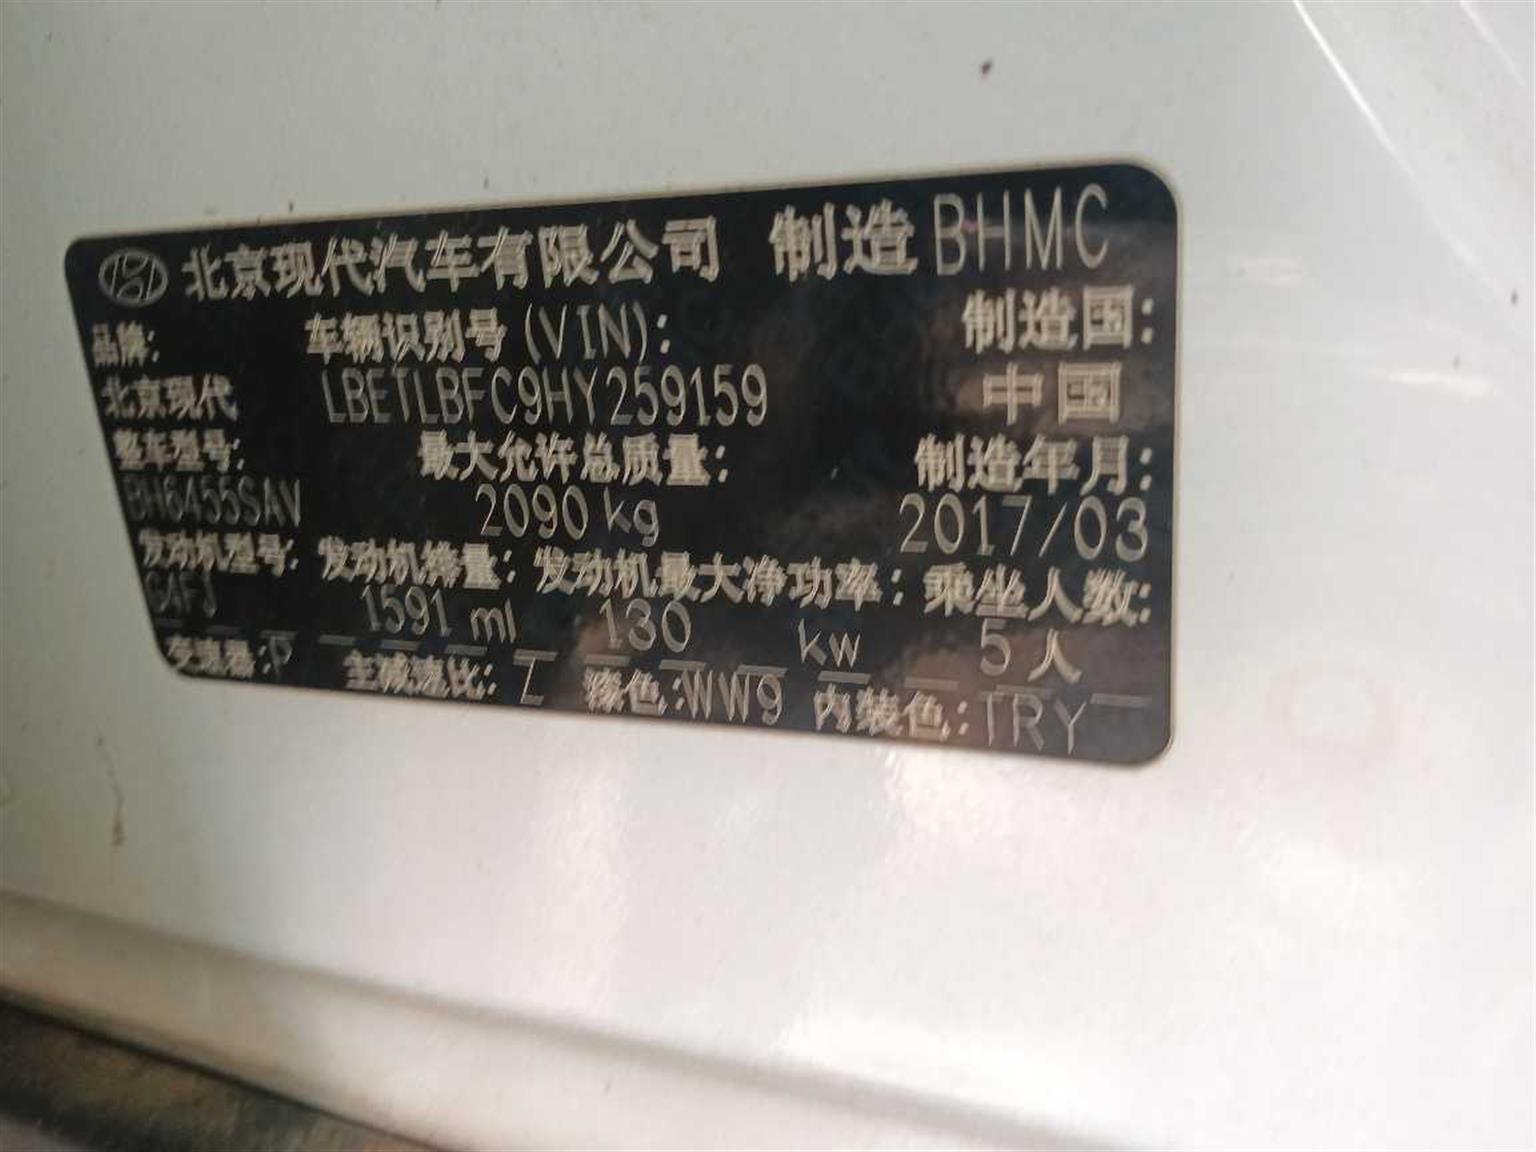 北京现代汽车有限公司 制造 BHMC
品牌: 车辆识别号 (VIN): 制造国:
北京现代 LBETLBFC9HY259159 中国
整车型号: 最大允许总质量: 制造年月:
BH6455SAV 2090 kg 2017/03
发动机型号: 发动机排量: 发动机最大净功率: 乘坐人数:
G4FJ 1591 ml 130 kw 5 人
变速器:P 主减速比:Z 漆色:WW9 内装色:TRY